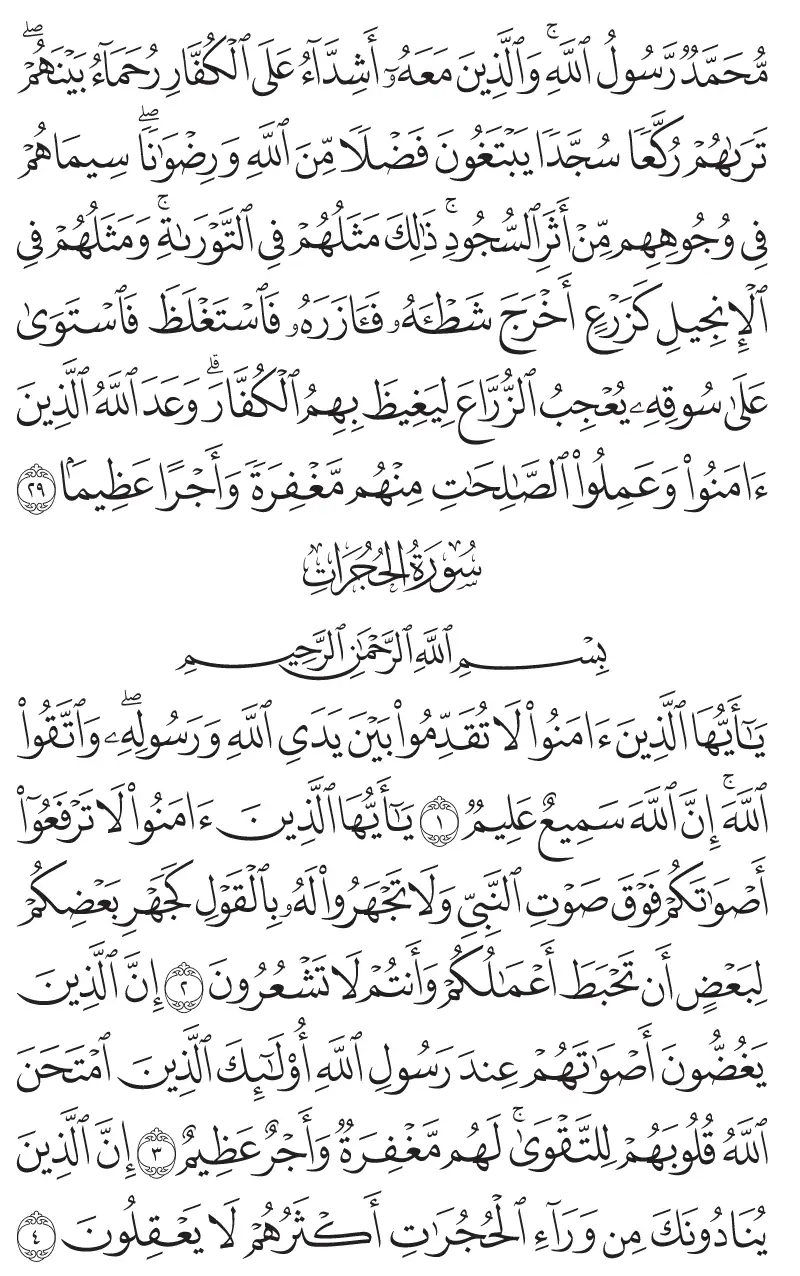 مُّحَمَّدٌ رَّسُولُ ٱللَّهِۚ وَٱلَّذِينَ مَعَهُۥٓ أَشِدَّآءُ عَلَى ٱلْكُفَّارِ رُحَمَآءُ بَيْنَهُمْۖ
تَرَىٰهُمْ رُكَّعًا سُجَّدًا يَبْتَغُونَ فَضْلًا مِّنَ ٱللَّهِ وَرِضْوَٰنًاۖ سِيمَاهُمْ
فِى وُجُوهِهِم مِّنْ أَثَرِ ٱلسُّجُودِۚ ذَٰلِكَ مَثَلُهُمْ فِى ٱلتَّوْرَىٰةِۚ وَمَثَلُهُمْ فِى
ٱلْإِنجِيلِ كَزَرْعٍ أَخْرَجَ شَطْـَٔهُۥ فَـَٔازَرَهُۥ فَٱسْتَغْلَظَ فَٱسْتَوَىٰ
عَلَىٰ سُوقِهِۦ يُعْجِبُ ٱلزُّرَّاعَ لِيَغِيظَ بِهِمُ ٱلْكُفَّارَۗ وَعَدَ ٱللَّهُ ٱلَّذِينَ
ءَامَنُوا۟ وَعَمِلُوا۟ ٱلصَّٰلِحَٰتِ مِنْهُم مَّغْفِرَةً وَأَجْرًا عَظِيمًۢا ٢٩
سُورَةُ الحُجُرَاتِ
بِسْمِ ٱللَّهِ ٱلرَّحْمَٰنِ ٱلرَّحِيمِ
يَٰٓأَيُّهَا ٱلَّذِينَ ءَامَنُوا۟ لَا تُقَدِّمُوا۟ بَيْنَ يَدَىِ ٱللَّهِ وَرَسُولِهِۦۖ وَٱتَّقُوا۟
ٱللَّهَۚ إِنَّ ٱللَّهَ سَمِيعٌ عَلِيمٌ ١ يَٰٓأَيُّهَا ٱلَّذِينَ ءَامَنُوا۟ لَا تَرْفَعُوٓا۟
أَصْوَٰتَكُمْ فَوْقَ صَوْتِ ٱلنَّبِىِّ وَلَا تَجْهَرُوا۟ لَهُۥ بِٱلْقَوْلِ كَجَهْرِ بَعْضِكُمْ
لِبَعْضٍ أَن تَحْبَطَ أَعْمَٰلُكُمْ وَأَنتُمْ لَا تَشْعُرُونَ ٢ إِنَّ ٱلَّذِينَ
يَغُضُّونَ أَصْوَٰتَهُمْ عِندَ رَسُولِ ٱللَّهِ أُو۟لَٰٓئِكَ ٱلَّذِينَ ٱمْتَحَنَ
ٱللَّهُ قُلُوبَهُمْ لِلتَّقْوَىٰۚ لَهُم مَّغْفِرَةٌ وَأَجْرٌ عَظِيمٌ ٣ إِنَّ ٱلَّذِينَ
يُنَادُونَكَ مِن وَرَآءِ ٱلْحُجُرَٰتِ أَكْثَرُهُمْ لَا يَعْقِلُونَ ٤